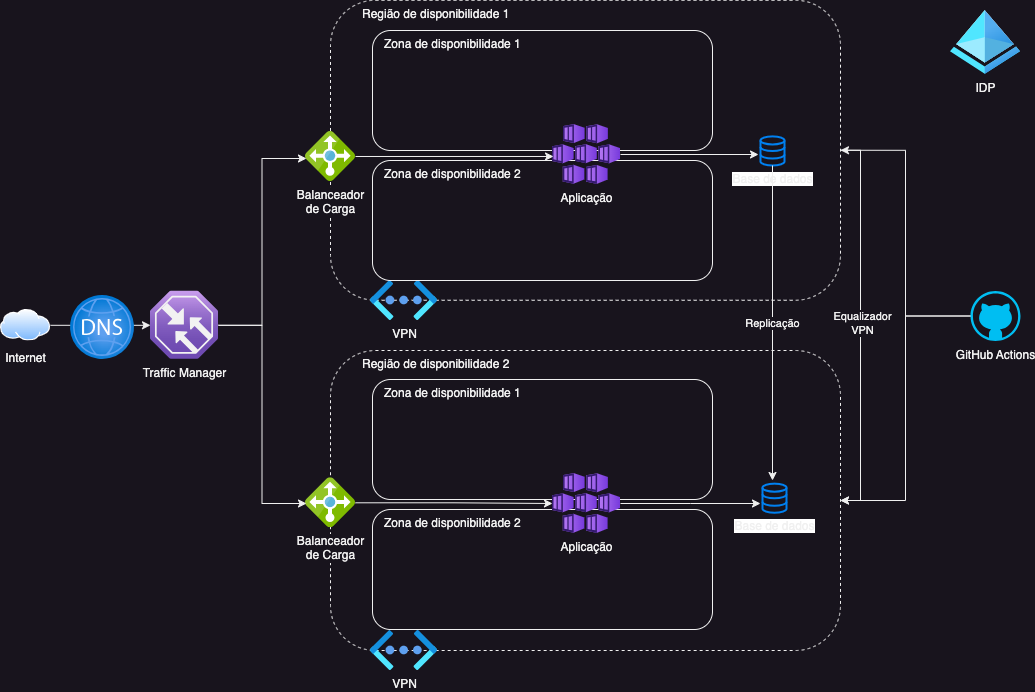 Região de disponibilidade 1
Zona de disponibilidade 1
IDP
Zona de disponibilidade 2
Base de dados
Balanceador
de Carga
Aplicação
VPN
Replicação
Equalizador
VPN
DNS
Internet
Traffic Manager
GitHub Actions
Região de disponibilidade 2
Zona de disponibilidade 1
Zona de disponibilidade 2
Base de dados
Balanceador
de Carga
Aplicação
VPN